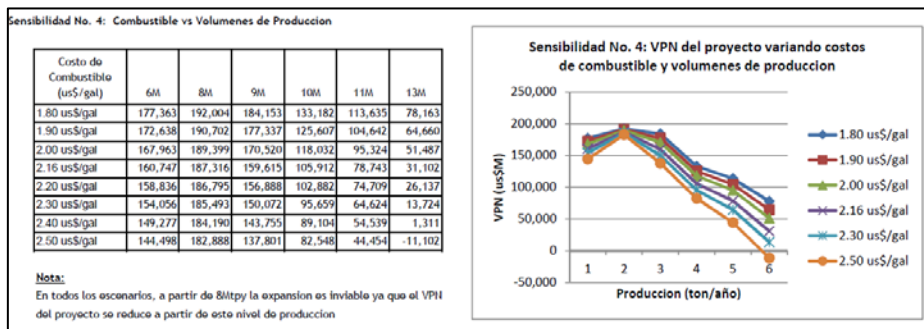 Sensibilidad No. 4: Combustible vs Volumenes de Produccion
Costo de
Combustible
(us$/gal) 6M 8M 9M 10M 11M 13M
1.80 us$/gal 177,363 192,004 184,153 133,182 113,635 78,163
1.90 us$/gal 172,638 190,702 177,337 125,607 104,642 64,660
2.00 us$/gal 167,963 189,399 170,520 118,032 95,324 51,487
2.16 us$/gal 160,747 187,316 159,615 105,912 78,743 31,102
2.20 us$/gal 158,836 186,795 156,888 102,882 74,709 26,137
2.30 us$/gal 154,056 185,493 150,072 95,659 64,624 13,724
2.40 us$/gal 149,277 184,190 143,755 89,104 54,539 1,311
2.50 us$/gal 144,498 182,888 137,801 82,548 44,454 -11,102
Nota:
En todos los escenarios, a partir de 8Mtpy la expansion es inviable ya que el VPN
del proyecto se reduce a partir de este nivel de produccion
Sensibilidad No. 4: VPN del proyecto variando costos
de combustible y volumenes de produccion
VPN (us$M)
250,000
200,000
150,000
100,000
50,000
0
-50,000
1 2 3 4 5 6
Produccion (ton/año)
1.80 us$/gal
1.90 us$/gal
2.00 us$/gal
2.16 us$/gal
2.30 us$/gal
2.50 us$/gal